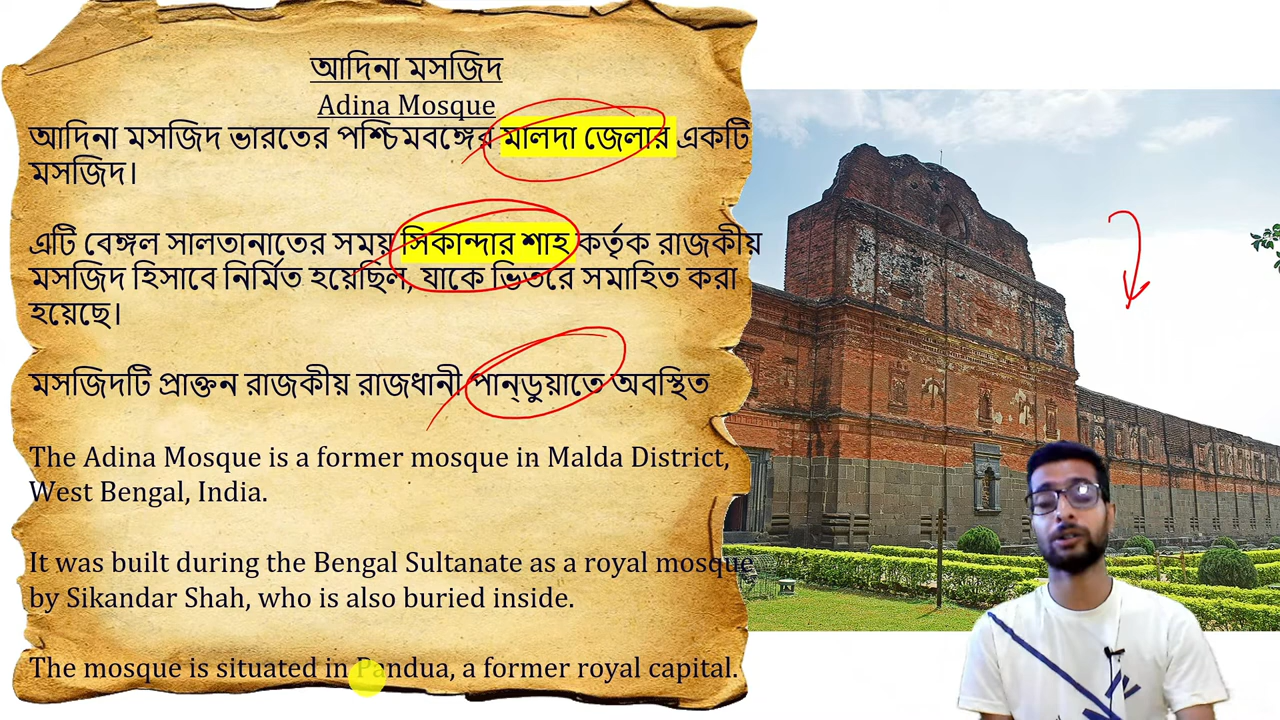 আদিনা মসজিদ
Adina Mosque
আদিনা মসজিদ ভারতের পশ্চিমবঙ্গের মালদা জেলার একটি
মসজিদ।
এটি বেঙ্গল সালতানাতের সময় সিকান্দার শাহ কর্তৃক রাজকীয়
মসজিদ হিসাবে নির্মিত হয়েছিল, যাকে ভিতরে সমাহিত করা
হয়েছে।
মসজিদটি প্রাক্তন রাজকীয় রাজধানী পান্ডুয়াতে অবস্থিত
The Adina Mosque is a former mosque in Malda District,
West Bengal, India.
It was built during the Bengal Sultanate as a royal mosque
by Sikandar Shah, who is also buried inside.
The mosque is situated in Pandua, a former royal capital.